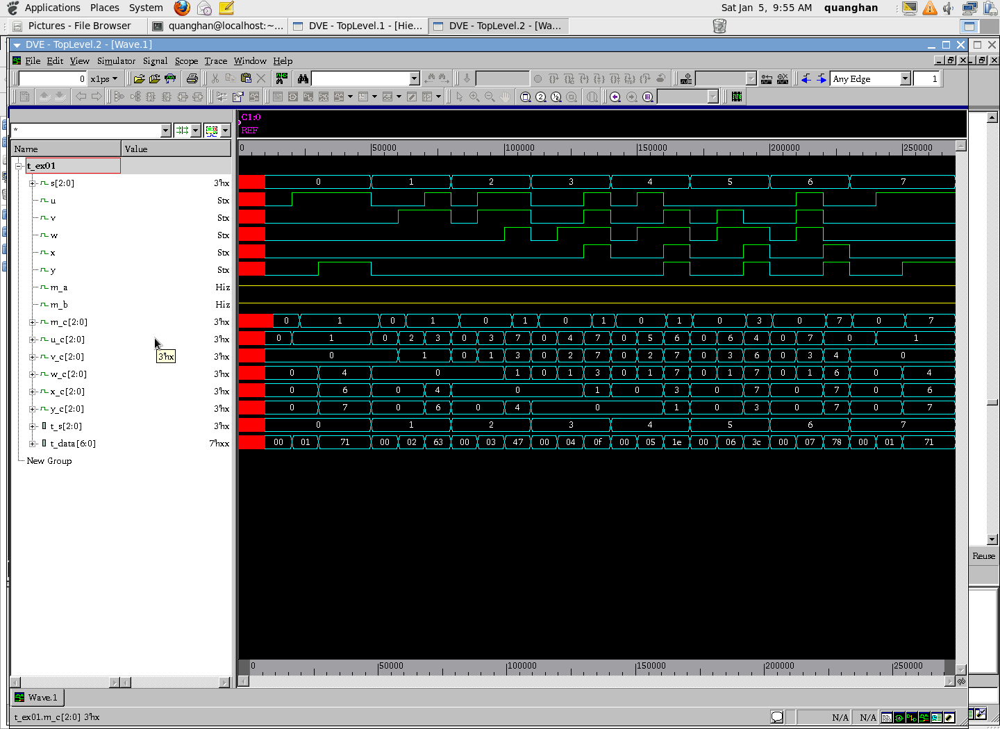 Applications Places System Sat Jan 5, 9:55 AM quanghan
Pictures - File Browser quanghan@localhost:~... DVE - TopLevel.1 - [Hie... DVE - TopLevel.2 - [Wa...
DVE - TopLevel.2 - [Wave.1]
File Edit View Simulator Signal Scope Trace Window Help
0 x1ps Any Edge 1
C1:0
REF
*
Name Value
0 50000 100000 150000 200000 250000
t_ex01
s[2:0] 3'hx 0 1 2 3 4 5 6 7
u Stx
v Stx
w Stx
x Stx
y Stx
m_a Hiz
m_b Hiz
m_c[2:0] 3'hx 0 1 0 1 0 1 0 1 0 1 0 3 0 7 0 7
u_c[2:0] 3'hx 0 1 0 2 3 0 3 7 0 4 7 0 5 6 0 6 4 0 7 0 1
v_c[2:0] 3'hx 0 1 0 1 3 0 2 7 0 2 7 0 3 6 0 3 4 0
3'hx
w_c[2:0] 3'hx 0 4 0 1 0 1 3 0 1 7 0 1 7 0 1 6 0 4
x_c[2:0] 3'hx 0 6 0 4 0 1 0 3 0 7 0 7 0 6
y_c[2:0] 3'hx 0 7 0 6 0 4 0 1 0 3 0 7 0 7
t_s[2:0] 3'hx 0 1 2 3 4 5 6 7
t_data[6:0] 7'hxx 00 01 71 00 02 63 00 03 47 00 04 0f 00 05 1e 00 06 3c 00 07 78 00 01 71
New Group
Reuse
0 50000 100000 150000 200000 250000
Wave.1
t_ex01.m_c[2:0] 3'hx N/A N/A